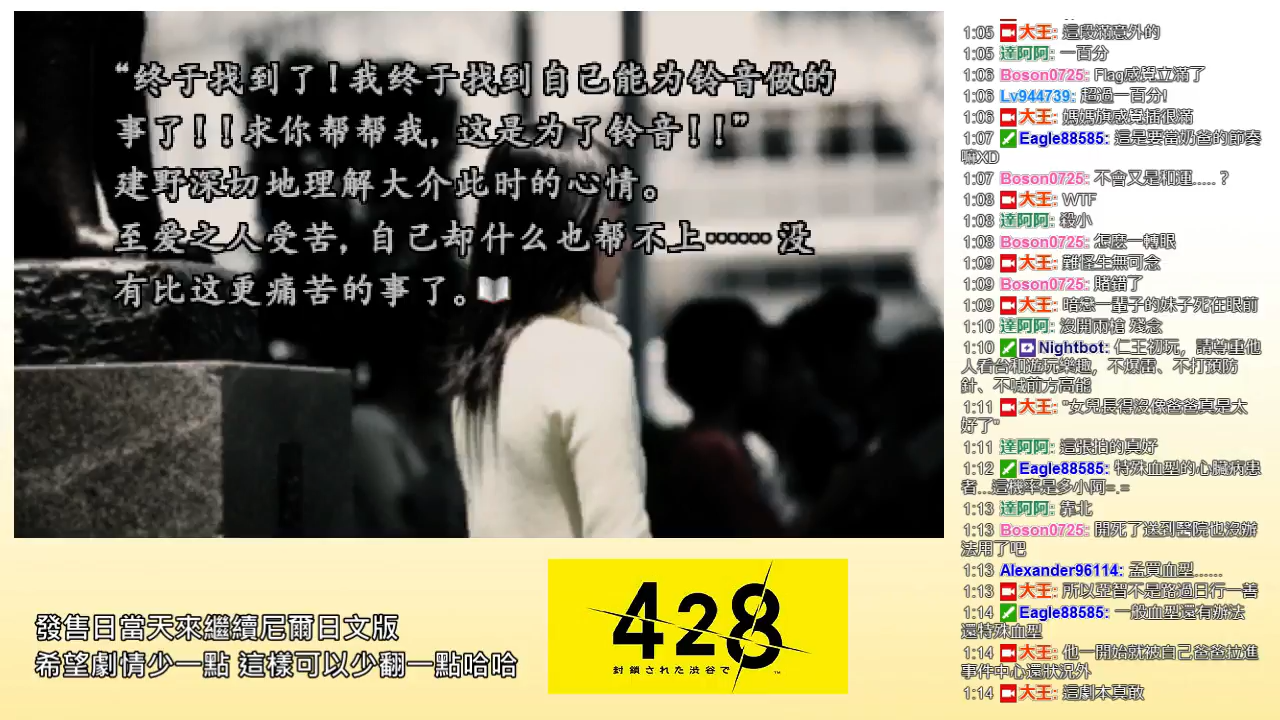 “终于找到了！我终于找到自己能为铃音做的
事了！！求你帮帮我，这是为了铃音！！”
建野深切地理解大介此时的心情。
至爱之人受苦，自己却什么也帮不上……没
有比这更痛苦的事了。
發售日當天來繼續尼爾日文版
希望劇情少一點 這樣可以少翻一點哈哈
428
封鎖された渋谷で
TM
1:05 大王: 這段滿意外的
1:05 達阿阿: 一百分
1:06 Boson0725: Flag感覺立滿了
1:06 Lv944739: 超過一百分!
1:06 大王: 媽媽旗感覺插很滿
1:07 Eagle88585: 這是要當奶爸的節奏
嘛XD
1:07 Boson0725: 不會又是和運.....？
1:08 大王: WTF
1:08 達阿阿: 殺小
1:08 Boson0725: 怎麼一轉眼
1:09 大王: 難怪生無可念
1:09 Boson0725: 賭錯了
1:09 大王: 暗戀一輩子的妹子死在眼前
1:10 達阿阿: 沒開兩槍 殘念
1:10 Nightbot: 仁王初玩，請尊重他
人看台和遊玩樂趣，不爆雷、不打預防
針、不喊前方高能
1:11 大王: "女兒長得沒像爸爸真是太
好了"
1:11 達阿阿: 這張拍的真好
1:12 Eagle88585: 特殊血型的心臟病患
者...這機率是多小阿=.=
1:13 達阿阿: 靠北
1:13 Boson0725: 開死了送到醫院也沒辦
法用了吧
1:13 Alexander96114: 孟買血型......
1:13 大王: 所以亞智不是路過日行一善
1:14 Eagle88585: 一般血型還有辦法
還特殊血型
1:14 大王: 他一開始就被自己爸爸拉進
事件中心還狀況外
1:14 大王: 這劇本真敢